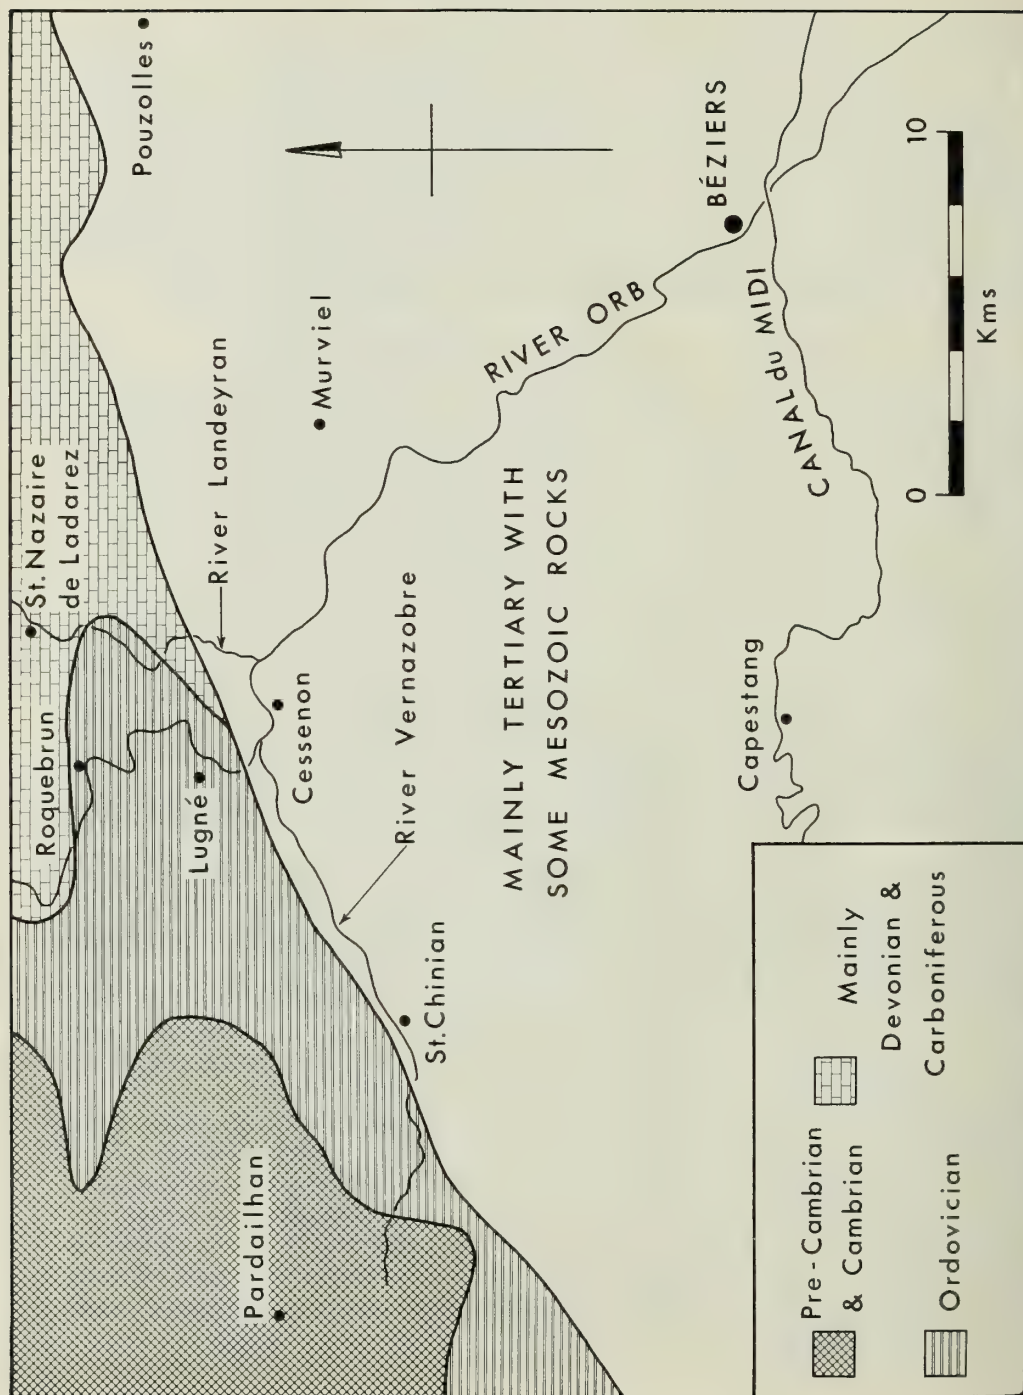 Pouzolles
St.Nazaire
de Ladarez
Roquebrun
River Landeyran
Murviel
Lugné
Cessenon
River Vernazobre
RIVER ORB
BÉZIERS
Pardailhan
St.Chinian
MAINLY TERTIARY WITH
SOME MESOZOIC ROCKS
CANAL du MIDI
Capestang
0 10
Kms
Pre-Cambrian
& Cambrian
Mainly
Devonian &
Carboniferous
Ordovician